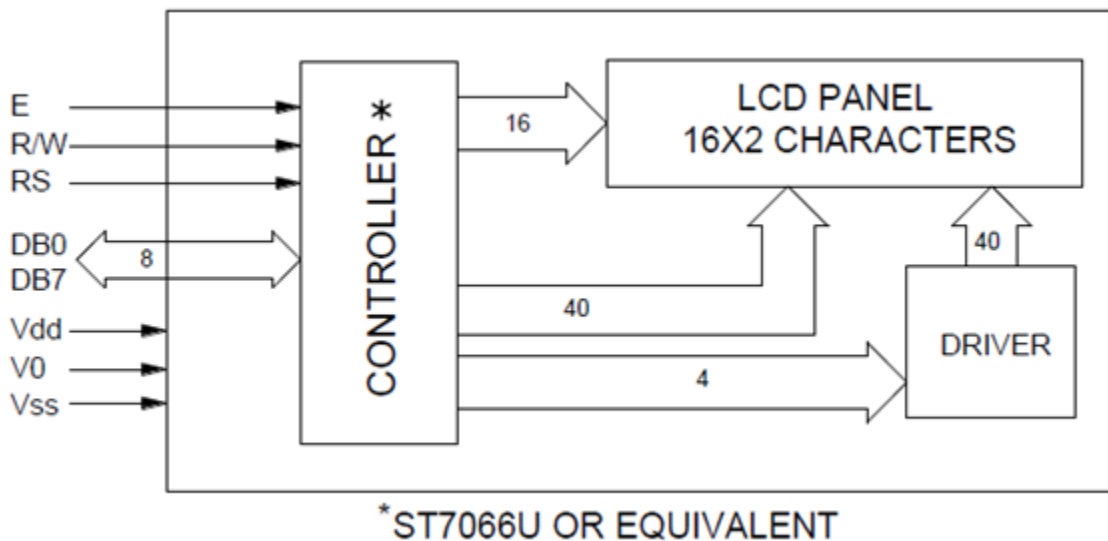 E
R/W
RS
DB0
DB7
8
Vdd
V0
Vss
CONTROLLER *
16
40
4
LCD PANEL
16X2 CHARACTERS
40
DRIVER
*ST7066U OR EQUIVALENT